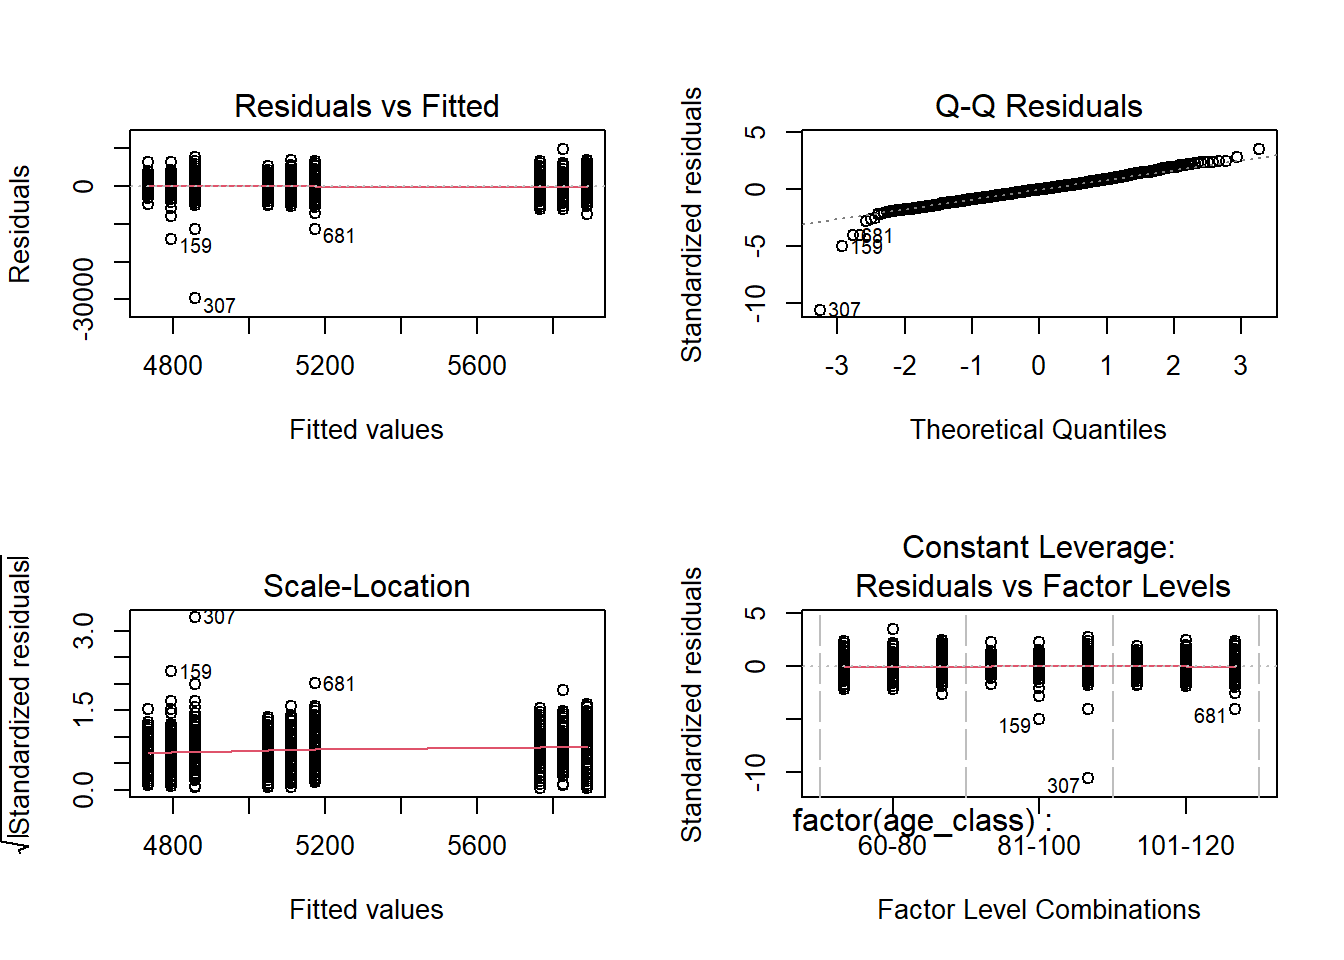 Residuals vs Fitted
Residuals
0
-30000
159
681
307
4800
5200
5600
Fitted values
Q-Q Residuals
Standardized residuals
5
0
-5
-10
681
159
307
-3
-2
-1
0
1
2
3
Theoretical Quantiles
Scale-Location
√|Standardized residuals|
3.0
1.5
0.0
307
159
681
4800
5200
5600
Fitted values
Constant Leverage:
Residuals vs Factor Levels
Standardized residuals
5
0
-10
159
681
307
factor(age_class) :
60-80
81-100
101-120
Factor Level Combinations